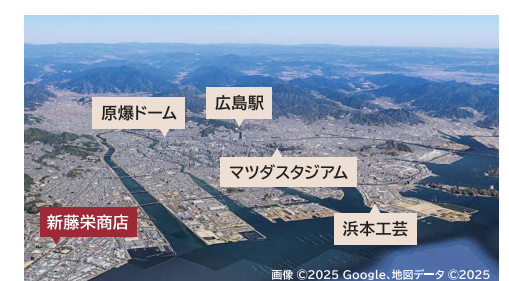 広島駅
原爆ドーム
マツダスタジアム
新藤栄商店
浜本工芸
画像 ©2025 Google、地図データ ©2025